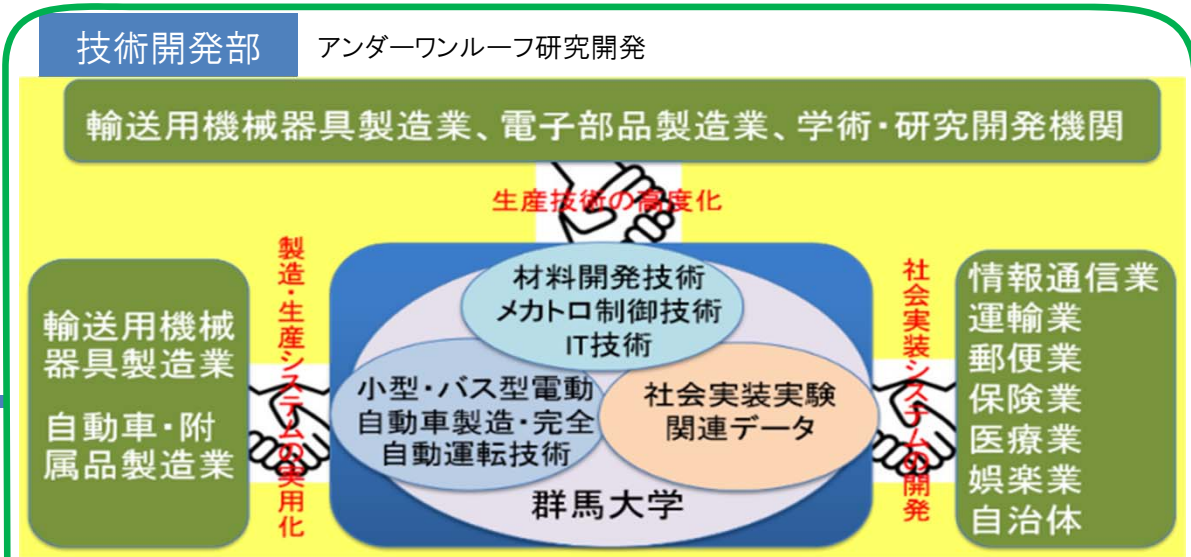 技術開発部
アンダーワンルーフ研究開発
輸送用機械器具製造業、電子部品製造業、学術・研究開発機関
生産技術の高度化
製造・生産システムの実用化
輸送用機械
器具製造業
自動車・附
属品製造業
材料開発技術
メカトロ制御技術
IT技術
小型・バス型電動
自動車製造・完全
自動運転技術
社会実装実験
関連データ
群馬大学
社会実装システムの開発
情報通信業
運輸業
郵便業
保険業
医療業
娯楽業
自治体